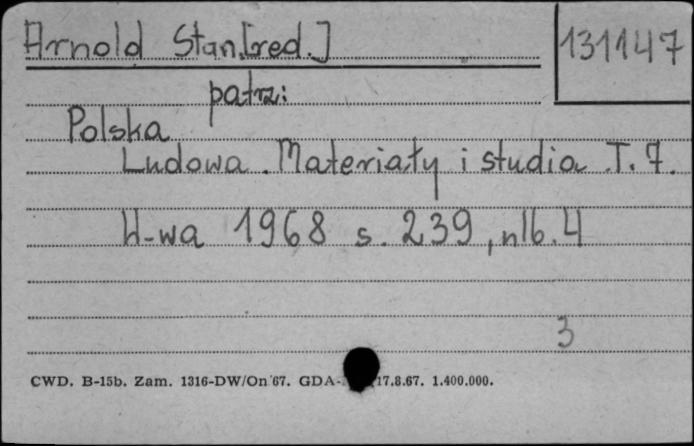 Arnold Stan.[red.]
131147
patrz:
Polska
Ludowa. Materiały i studia T. 7.
W-wa 1968 s. 239, nlb. 4
3
CWD. B-15b. Zam. 1316-DW/On 67. GDA- 17.8.67. 1.400.000.